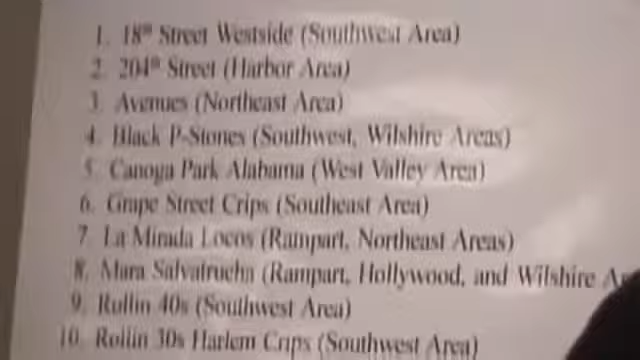 1. 18th Street Westside (Southwest Area)
2. 204th Street (Harbor Area)
3. Avenues (Northeast Area)
4. Black P-Stones (Southwest, Wilshire Areas)
5. Canoga Park Alabama (West Valley Area)
6. Grape Street Crips (Southeast Area)
7. La Mirada Locos (Rampart, Northeast Areas)
8. Mara Salvatrucha (Rampart, Hollywood, and Wilshire
9. Rollin 40s (Southwest Area)
10. Rollin 30s Harlem Crips (Southwest Area)